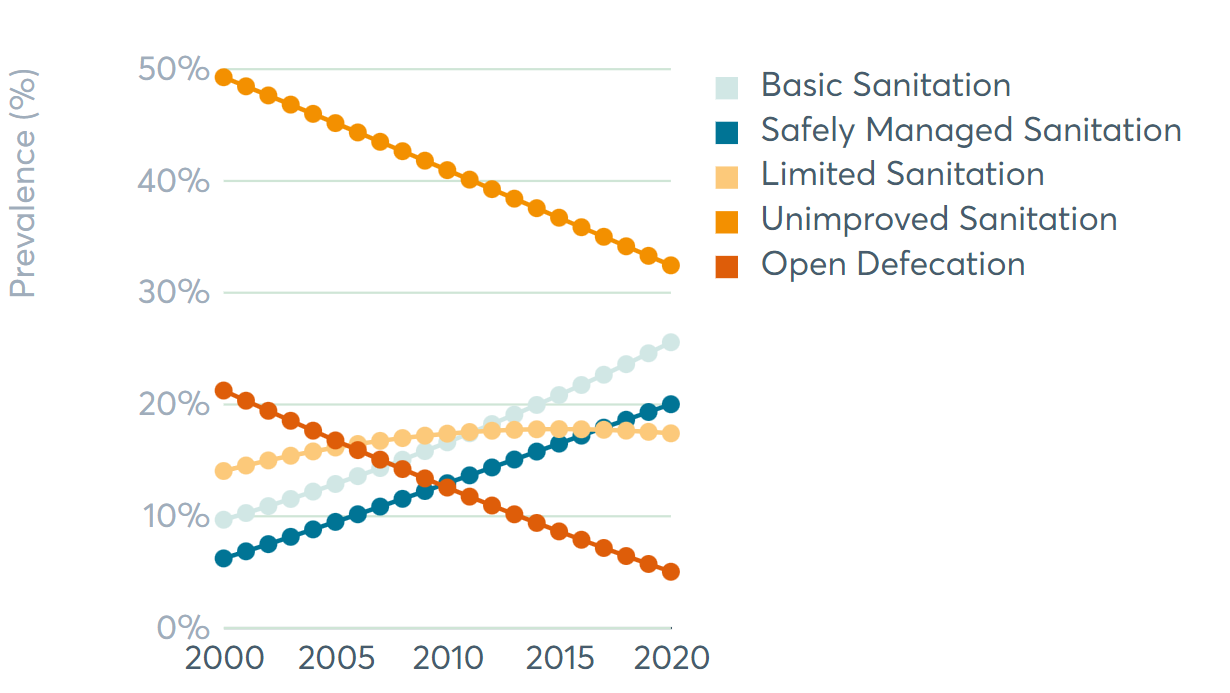 Prevalence (%)
50%
40%
30%
20%
10%
0%
2000 2005 2010 2015 2020
Basic Sanitation
Safely Managed Sanitation
Limited Sanitation
Unimproved Sanitation
Open Defecation